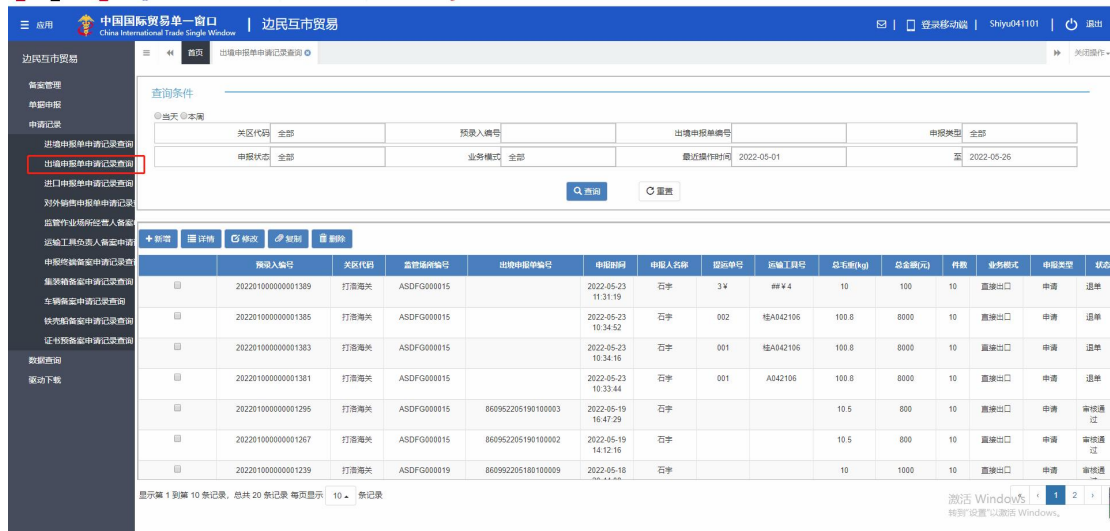 应用 中国国际贸易单一窗口 China International Trade Single Window | 边民互市贸易 登录移动端 | Shiyu041101 | 退出
边民互市贸易
首页 出境申报单申请记录查询 关闭操作
备案管理
单据申报
申请记录
进境申报单申请记录查询
出境申报单申请记录查询
进口申报单申请记录查询
对外销售申报单申请记录
监管作业场所经营人备案
运输工具负责人备案申请
申报终端备案申请记录查
集装箱备案申请记录查询
车辆备案申请记录查询
铁壳船备案申请记录查询
证书预备案申请记录查询
数据查询
驱动下载
查询条件
当天 本周
关区代码 全部 预录入编号 出境申报单编号 申报类型 全部
申报状态 全部 业务模式 全部 最近操作时间 2022-05-01 至 2022-05-26
查询 重置
新增 详情 修改 复制 删除
预录入编号 关区代码 监管场所编号 出境申报单编号 申报时间 申报人名称 提运单号 运输工具号 总毛重(kg) 总金额(元) 件数 业务模式 申报类型 状态
202201000000001389 打洛海关 ASDFG000015 2022-05-23 11:31:19 石宇 3¥ ##¥4 10 100 10 直接出口 申请 退单
202201000000001385 打洛海关 ASDFG000015 2022-05-23 10:34:52 石宇 002 桂A042106 100.8 8000 10 直接出口 申请 退单
202201000000001383 打洛海关 ASDFG000015 2022-05-23 10:34:16 石宇 001 桂A042106 100.8 8000 10 直接出口 申请 退单
202201000000001381 打洛海关 ASDFG000015 2022-05-23 10:33:44 石宇 001 A042106 100.8 8000 10 直接出口 申请 退单
202201000000001295 打洛海关 ASDFG000015 860952205190100003 2022-05-19 16:47:29 石宇 10.5 800 10 直接出口 申请 审核通过
202201000000001267 打洛海关 ASDFG000015 860952205190100002 2022-05-19 14:12:16 石宇 10.5 800 10 直接出口 申请 审核通过
202201000000001239 打洛海关 ASDFG000019 860992205180100009 2022-05-18 石宇 10 1000 10 直接出口 申请 审核通
显示第 1 到第 10 条记录，总共 20 条记录 每页显示 10 条记录 1 2
激活 Windows
转到"设置"以激活 Windows。